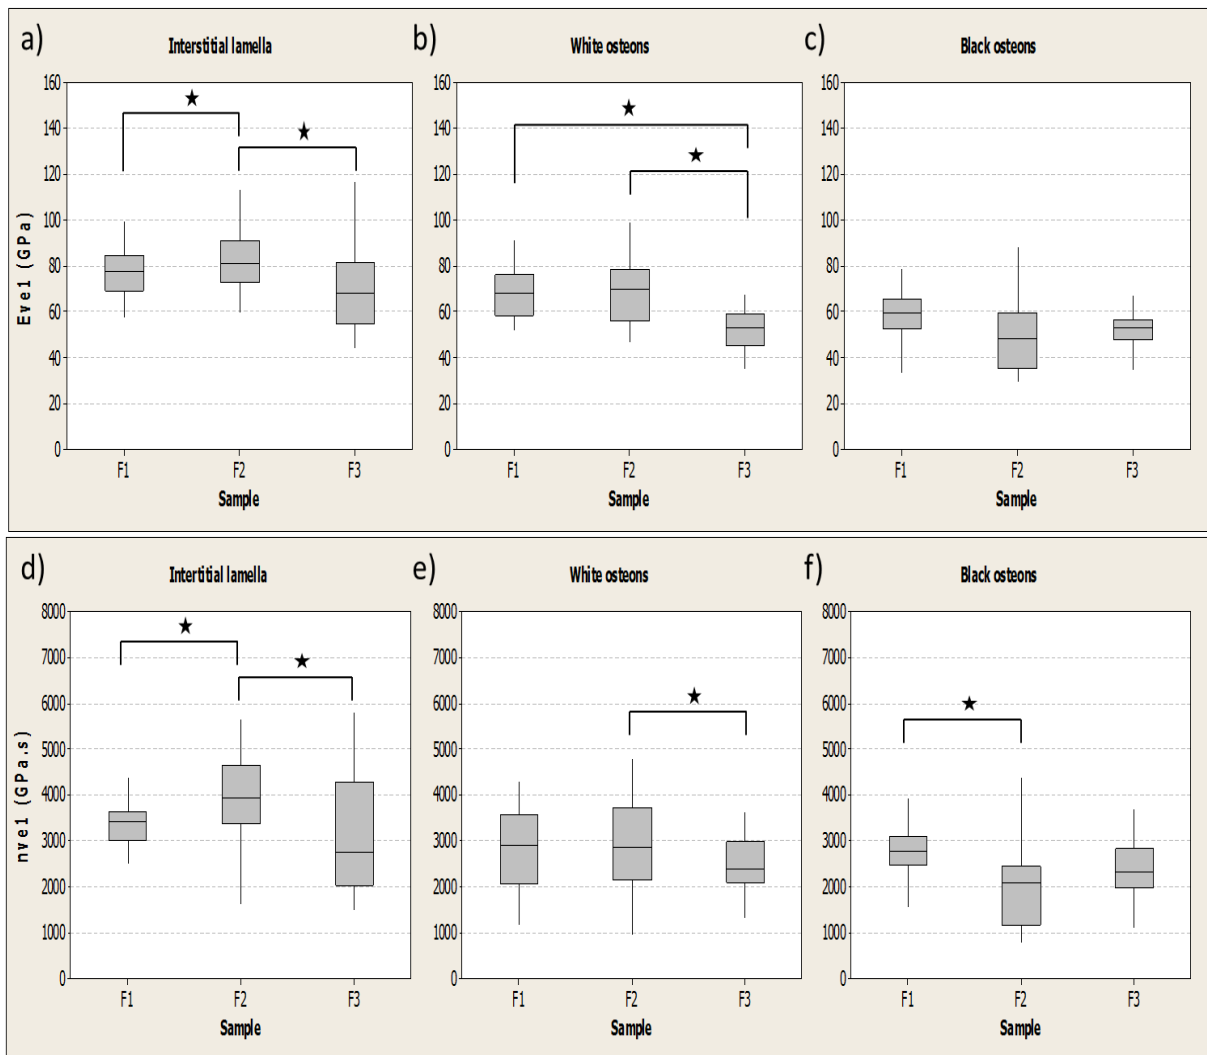 a) Interstitial lamella
b) White osteons
c) Black osteons
Eve1 (GPa)
160
140
120
100
80
60
40
20
0
F1 F2 F3
Sample
160
140
120
100
80
60
40
20
0
F1 F2 F3
Sample
160
140
120
100
80
60
40
20
0
F1 F2 F3
Sample
d) Intertitial lamella
e) White osteons
f) Black osteons
nve1 (GPa.s)
8000
7000
6000
5000
4000
3000
2000
1000
0
F1 F2 F3
Sample
8000
7000
6000
5000
4000
3000
2000
1000
0
F1 F2 F3
Sample
8000
7000
6000
5000
4000
3000
2000
1000
0
F1 F2 F3
Sample